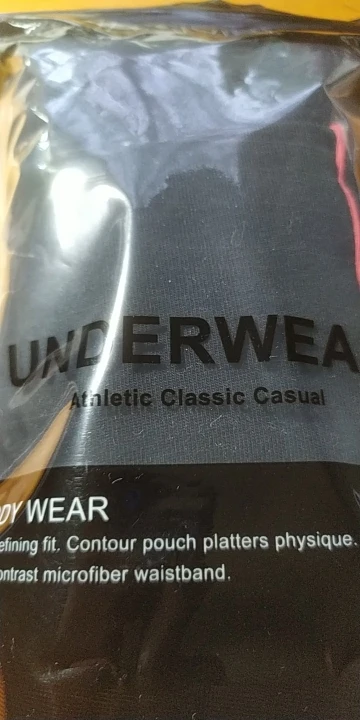 UNDERWEA
Athletic Classic Casual
DY WEAR
efining fit. Contour pouch platters physique.
ontrast microfiber waistband.